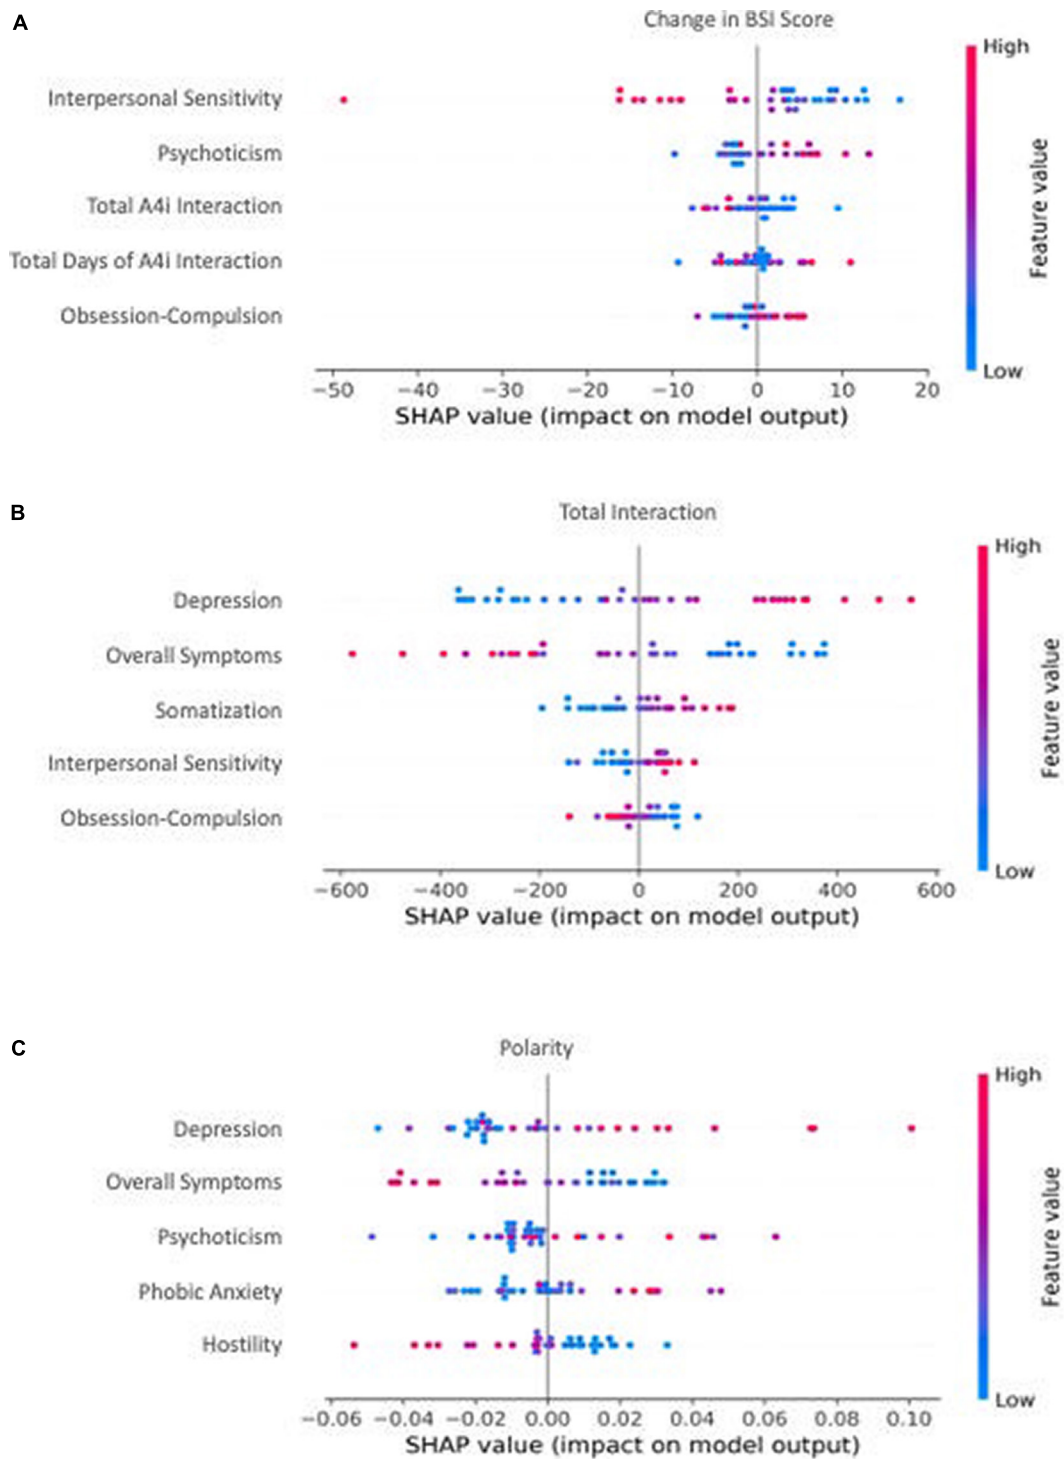 A
Change in BSI Score
High
Interpersonal Sensitivity
Psychoticism
Total A4i Interaction
Total Days of A4i Interaction
Obsession-Compulsion
Feature value
Low
−50 −40 −30 −20 −10 0 10 20
SHAP value (impact on model output)
B
Total Interaction
High
Depression
Overall Symptoms
Somatization
Interpersonal Sensitivity
Obsession-Compulsion
Feature value
Low
−600 −400 −200 0 200 400 600
SHAP value (impact on model output)
C
Polarity
High
Depression
Overall Symptoms
Psychoticism
Phobic Anxiety
Hostility
Feature value
Low
−0.06 −0.04 −0.02 0.00 0.02 0.04 0.06 0.08 0.10
SHAP value (impact on model output)